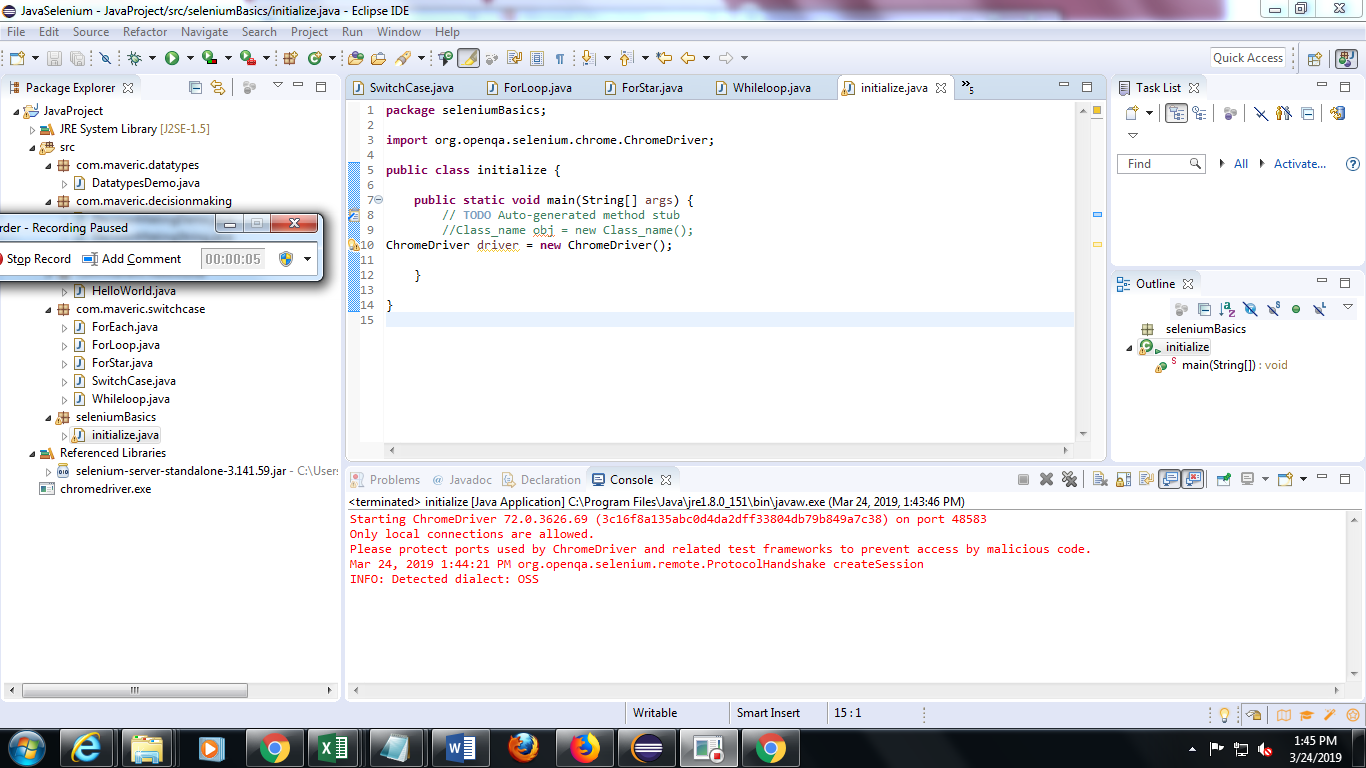 JavaSelenium - JavaProject/src/seleniumBasics/initialize.java - Eclipse IDE
File Edit Source Refactor Navigate Search Project Run Window Help
Quick Access
Package Explorer
JavaProject
JRE System Library [J2SE-1.5]
src
com.maveric.datatypes
DatatypesDemo.java
com.maveric.decisionmaking
rder - Recording Paused
Stop Record Add Comment 00:00:05
HelloWorld.java
com.maveric.switchcase
ForEach.java
ForLoop.java
ForStar.java
SwitchCase.java
Whileloop.java
seleniumBasics
initialize.java
Referenced Libraries
selenium-server-standalone-3.141.59.jar - C:\Users
chromedriver.exe
SwitchCase.java ForLoop.java ForStar.java Whileloop.java initialize.java »5
1 package seleniumBasics;
2
3 import org.openqa.selenium.chrome.ChromeDriver;
4
5 public class initialize {
6
7 public static void main(String[] args) {
8 // TODO Auto-generated method stub
9 //Class_name obj = new Class_name();
10 ChromeDriver driver = new ChromeDriver();
11
12 }
13
14 }
15
Task List
Find All Activate...
Outline
seleniumBasics
initialize
main(String[]) : void
Problems @ Javadoc Declaration Console
<terminated> initialize [Java Application] C:\Program Files\Java\jre1.8.0_151\bin\javaw.exe (Mar 24, 2019, 1:43:46 PM)
Starting ChromeDriver 72.0.3626.69 (3c16f8a135abc0d4da2dff33804db79b849a7c38) on port 48583
Only local connections are allowed.
Please protect ports used by ChromeDriver and related test frameworks to prevent access by malicious code.
Mar 24, 2019 1:44:21 PM org.openqa.selenium.remote.ProtocolHandshake createSession
INFO: Detected dialect: OSS
Writable Smart Insert 15 : 1
1:45 PM
3/24/2019